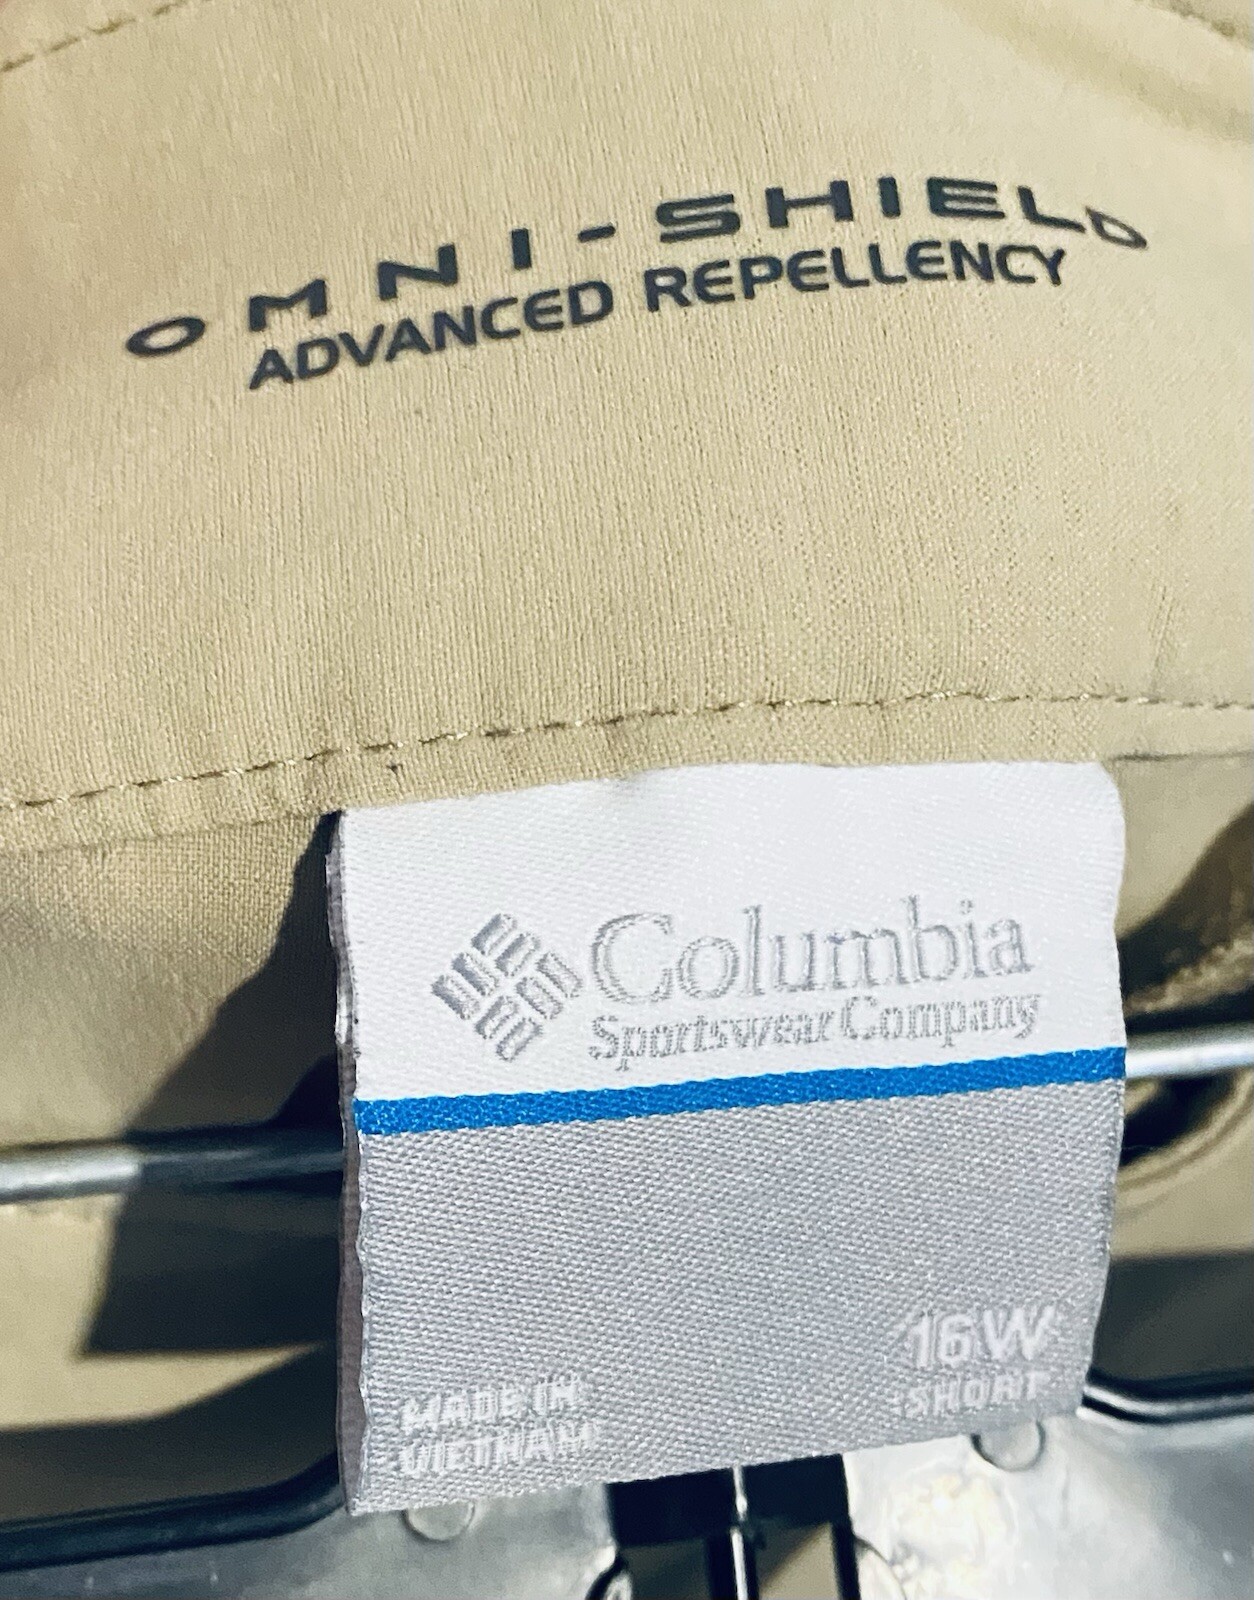 OMNI-SHIELD
ADVANCED REPELLENCY
Columbia
Sportswear Company
16W
SHORT
MADE IN
VIETNAM